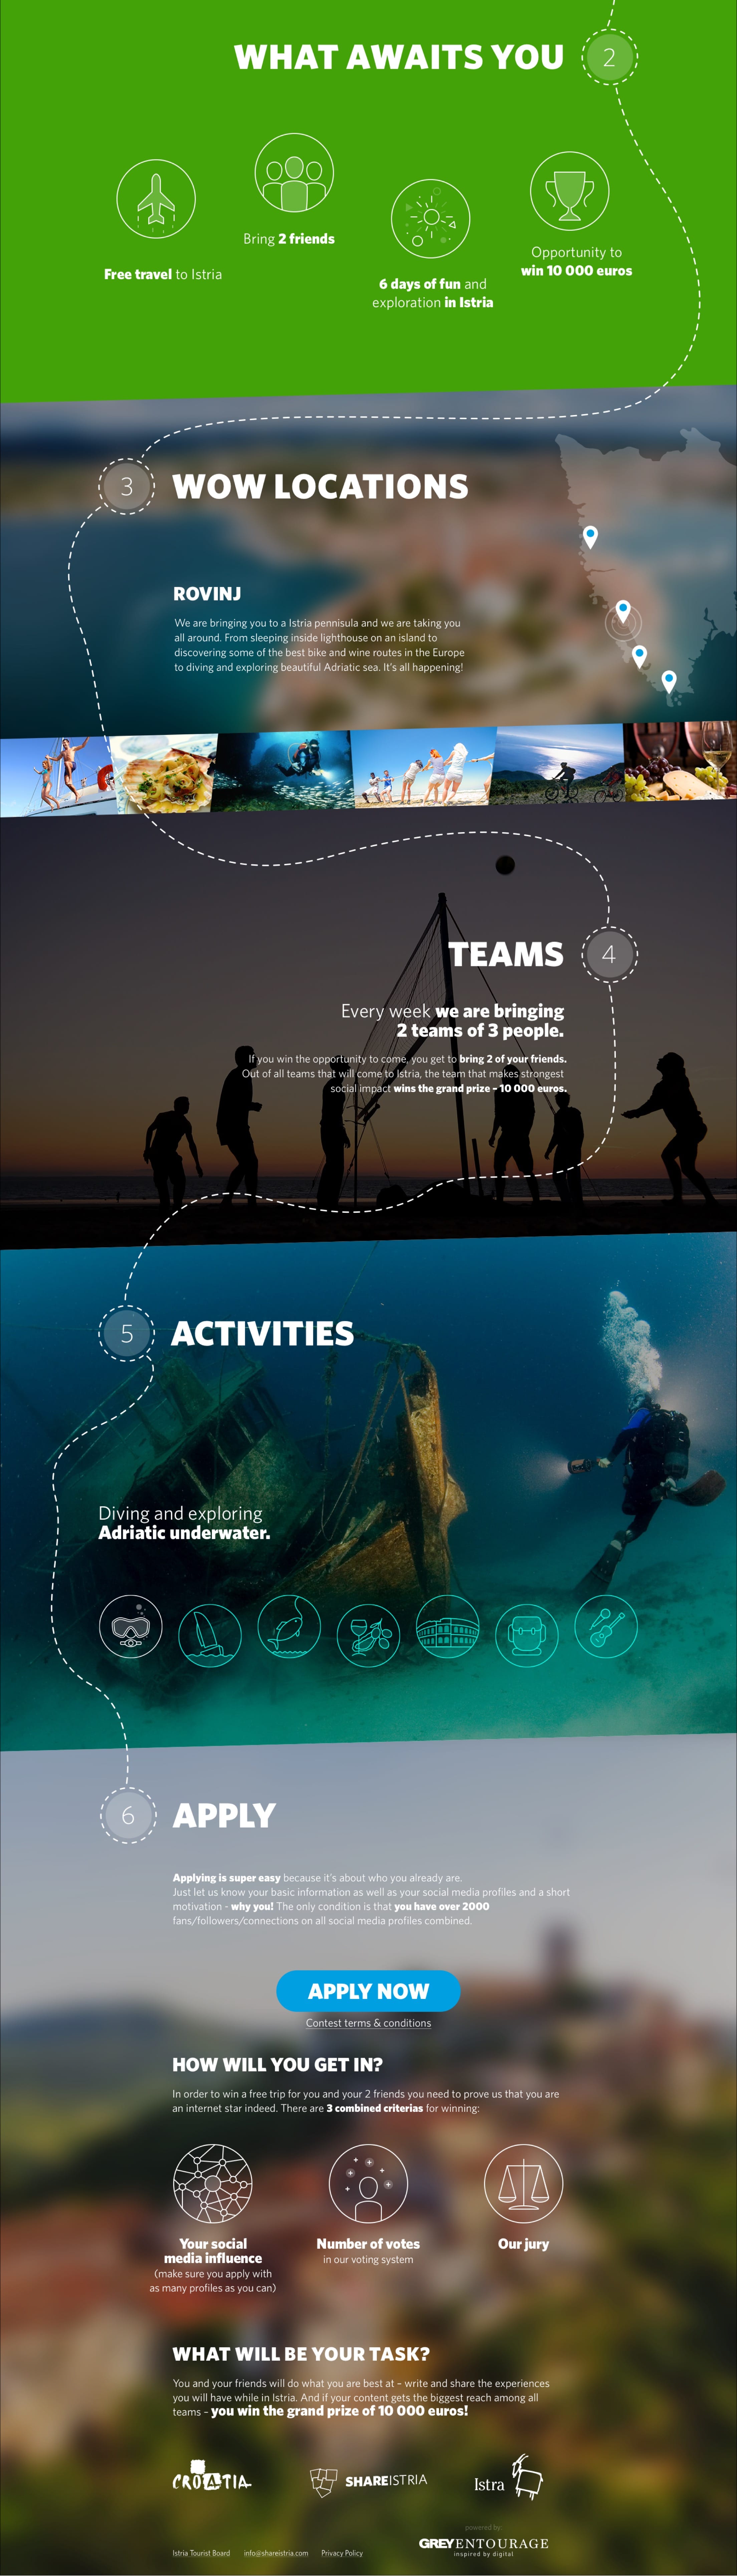 WHAT AWAITS YOU
2
Free travel to Istria
Bring 2 friends
6 days of fun and
exploration in Istria
Opportunity to
win 10 000 euros
3
WOW LOCATIONS
ROVINJ
We are bringing you to a Istria pennisula and we are taking you
all around. From sleeping inside lighthouse on an island to
discovering some of the best bike and wine routes in the Europe
to diving and exploring beautiful Adriatic sea. It's all happening!
TEAMS
4
Every week we are bringing
2 teams of 3 people.
If you win the opportunity to come, you get to bring 2 of your friends.
Out of all teams that will come to Istria, the team that makes strongest
social impact wins the grand prize – 10 000 euros.
5
ACTIVITIES
Diving and exploring
Adriatic underwater.
6
APPLY
Applying is super easy because it's about who you already are.
Just let us know your basic information as well as your social media profiles and a short
motivation - why you! The only condition is that you have over 2000
fans/followers/connections on all social media profiles combined.
APPLY NOW
Contest terms & conditions
HOW WILL YOU GET IN?
In order to win a free trip for you and your 2 friends you need to prove us that you are
an internet star indeed. There are 3 combined criterias for winning:
Your social
media influence
(make sure you apply with
as many profiles as you can)
Number of votes
in our voting system
Our jury
WHAT WILL BE YOUR TASK?
You and your friends will do what you are best at – write and share the experiences
you will have while in Istria. And if your content gets the biggest reach among all
teams – you win the grand prize of 10 000 euros!
CROATIA
SHAREISTRIA
Istra
powered by:
GREY ENTOURAGE
inspired by digital
Istria Tourist Board
info@shareistria.com
Privacy Policy